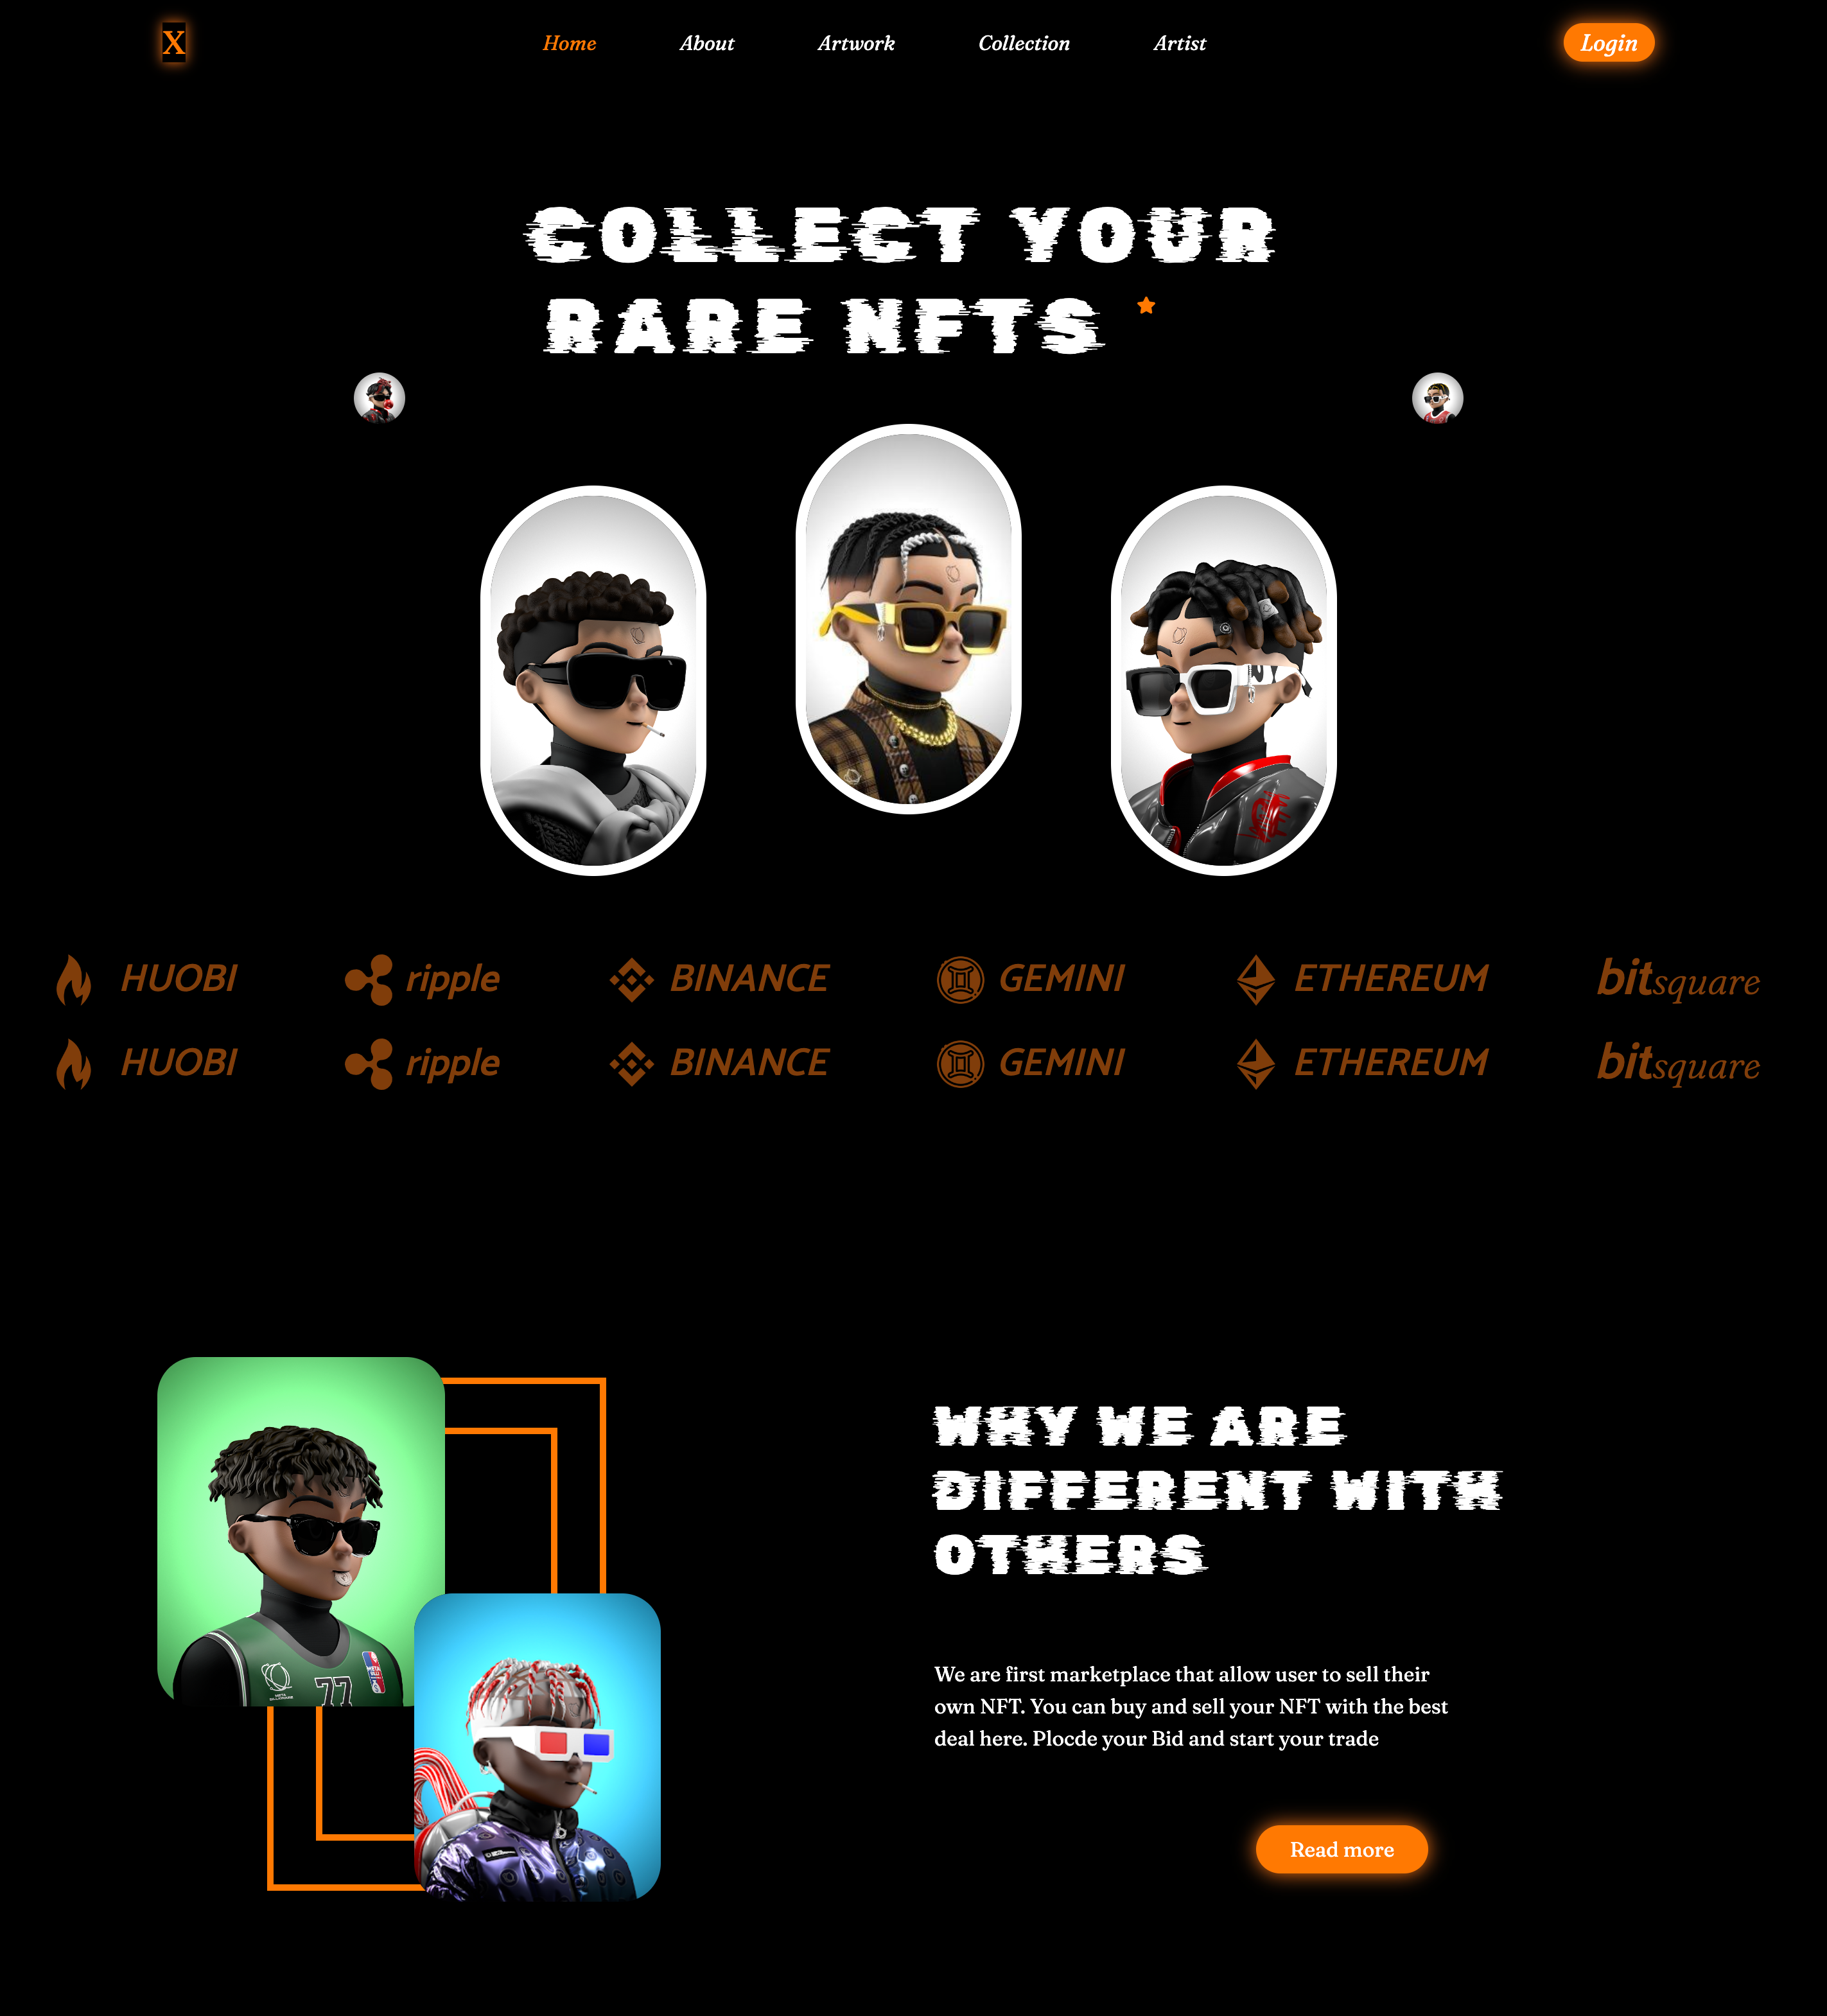 X
Home About Artwork Collection Artist
Login
COLLECT YOUR
RARE NFTS
HUOBI ripple BINANCE GEMINI ETHEREUM bitsquare
HUOBI ripple BINANCE GEMINI ETHEREUM bitsquare
WHY WE ARE
DIFFERENT WITH
OTHERS
77
We are first marketplace that allow user to sell their
own NFT. You can buy and sell your NFT with the best
deal here. Plocde your Bid and start your trade
Read more